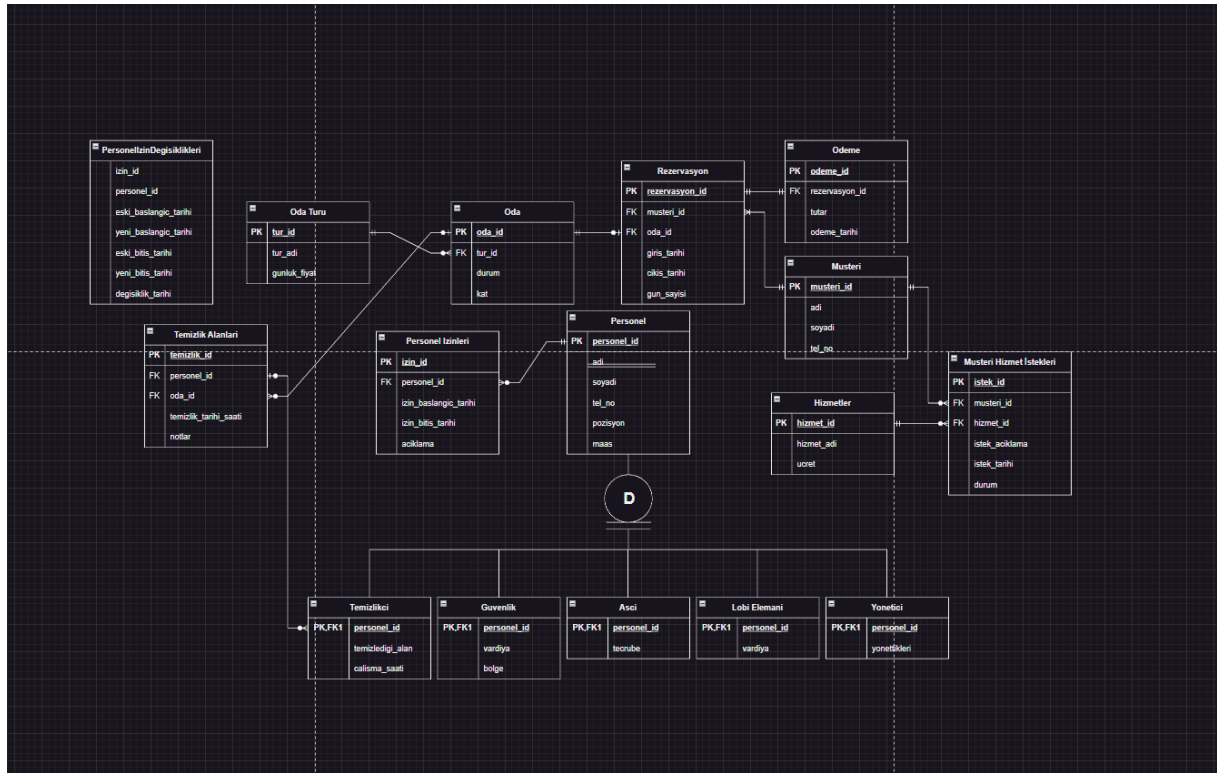 PersonelIzinDegisiklikleri
izin_id
personel_id
eski_baslangic_tarihi
yeni_baslangic_tarihi
eski_bitis_tarihi
yeni_bitis_tarihi
degisiklik_tarihi
Oda Turu
PK tur_id
tur_adi
gunluk_fiyat
Oda
PK oda_id
FK tur_id
durum
kat
Rezervasyon
PK rezervasyon_id
FK musteri_id
FK oda_id
giris_tarihi
cikis_tarihi
gun_sayisi
Odeme
PK odeme_id
FK rezervasyon_id
tutar
odeme_tarihi
Musteri
PK musteri_id
adi
soyadi
tel_no
Temizlik Alanlari
PK temizlik_id
FK personel_id
FK oda_id
temizlik_tarihi_saati
notlar
Personel Izinleri
PK izin_id
FK personel_id
izin_baslangic_tarihi
izin_bitis_tarihi
aciklama
Personel
PK personel_id
adi
soyadi
tel_no
pozisyon
maas
Hizmetler
PK hizmet_id
hizmet_adi
ucret
Musteri Hizmet İstekleri
PK istek_id
FK musteri_id
FK hizmet_id
istek_aciklama
istek_tarihi
durum
D
Temizlikci
PK,FK1 personel_id
temizledigi_alan
calisma_saati
Guvenlik
PK,FK1 personel_id
vardiya
bolge
Asci
PK,FK1 personel_id
tecrube
Lobi Elemani
PK,FK1 personel_id
vardiya
Yonetici
PK,FK1 personel_id
yonettikleri